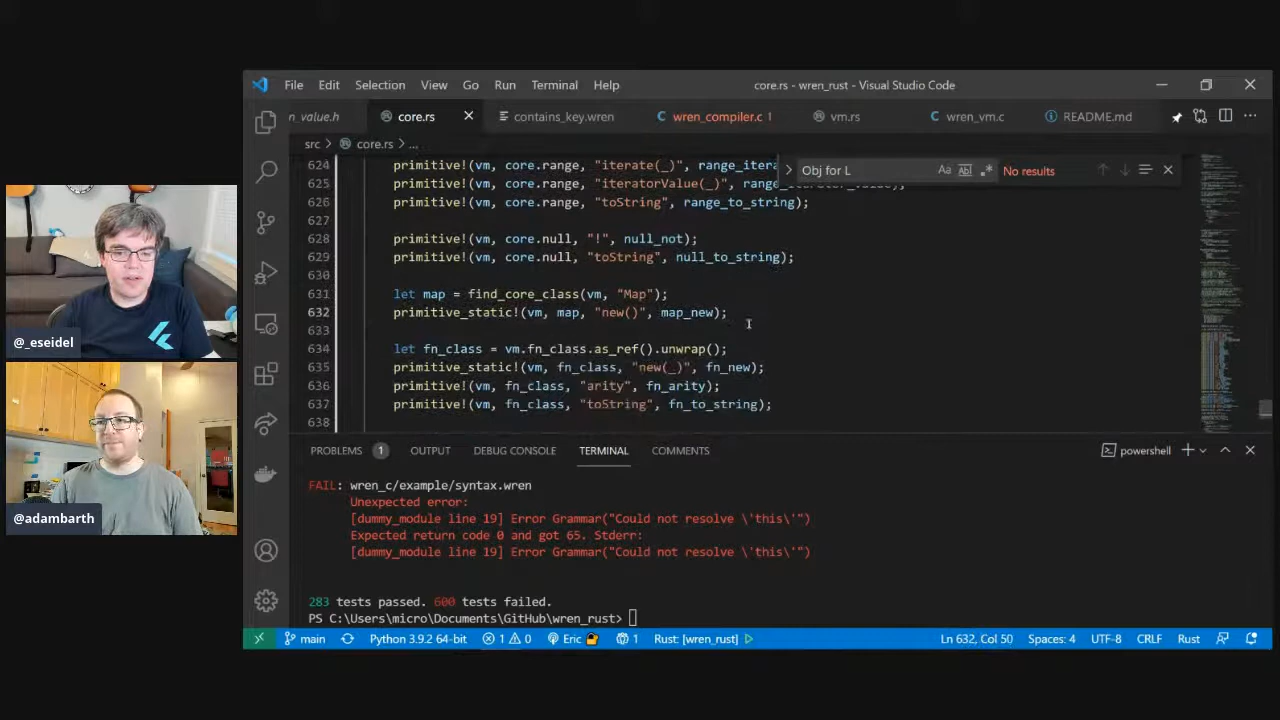 File Edit Selection View Go Run Terminal Help
core.rs - wren_rust - Visual Studio Code
n_value.h core.rs contains_key.wren wren_compiler.c 1 vm.rs wren_vm.c README.md
src > core.rs > ...
Obj for L
Aa
No results
624 primitive!(vm, core.range, "iterate(_)", range_itera
625 primitive!(vm, core.range, "iteratorValue(_)", range_iterator_value);
626 primitive!(vm, core.range, "toString", range_to_string);
627
628 primitive!(vm, core.null, "!", null_not);
629 primitive!(vm, core.null, "toString", null_to_string);
630
631 let map = find_core_class(vm, "Map");
632 primitive_static!(vm, map, "new()", map_new);
633
634 let fn_class = vm.fn_class.as_ref().unwrap();
635 primitive_static!(vm, fn_class, "new(_)", fn_new);
636 primitive!(vm, fn_class, "arity", fn_arity);
637 primitive!(vm, fn_class, "toString", fn_to_string);
638
PROBLEMS 1 OUTPUT DEBUG CONSOLE TERMINAL COMMENTS
powershell
FAIL: wren_c/example/syntax.wren
Unexpected error:
[dummy_module line 19] Error Grammar("Could not resolve \'this\'")
Expected return code 0 and got 65. Stderr:
[dummy_module line 19] Error Grammar("Could not resolve \'this\'")
283 tests passed. 600 tests failed.
PS C:\Users\micro\Documents\GitHub\wren_rust>
main Python 3.9.2 64-bit 1 0 Eric 1 Rust: [wren_rust] Ln 632, Col 50 Spaces: 4 UTF-8 CRLF Rust
@_eseidel
@adambarth